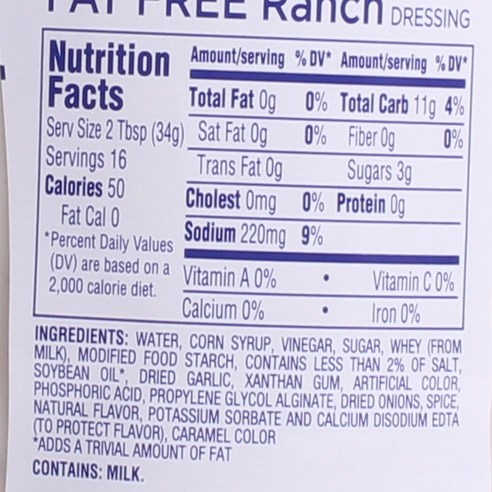 FAT FREE Ranch DRESSING
Nutrition Facts
Serv Size 2 Tbsp (34g)
Servings 16
Calories 50
Fat Cal 0
*Percent Daily Values
(DV) are based on a
2,000 calorie diet.
Amount/serving % DV* Amount/serving % DV*
Total Fat 0g 0% Total Carb 11g 4%
Sat Fat 0g 0% Fiber 0g 0%
Trans Fat 0g Sugars 3g
Cholest 0mg 0% Protein 0g
Sodium 220mg 9%
Vitamin A 0% • Vitamin C 0%
Calcium 0% • Iron 0%
INGREDIENTS: WATER, CORN SYRUP, VINEGAR, SUGAR, WHEY (FROM
MILK), MODIFIED FOOD STARCH, CONTAINS LESS THAN 2% OF SALT,
SOYBEAN OIL*, DRIED GARLIC, XANTHAN GUM, ARTIFICIAL COLOR,
PHOSPHORIC ACID, PROPYLENE GLYCOL ALGINATE, DRIED ONIONS, SPICE,
NATURAL FLAVOR, POTASSIUM SORBATE AND CALCIUM DISODIUM EDTA
(TO PROTECT FLAVOR), CARAMEL COLOR
*ADDS A TRIVIAL AMOUNT OF FAT
CONTAINS: MILK.